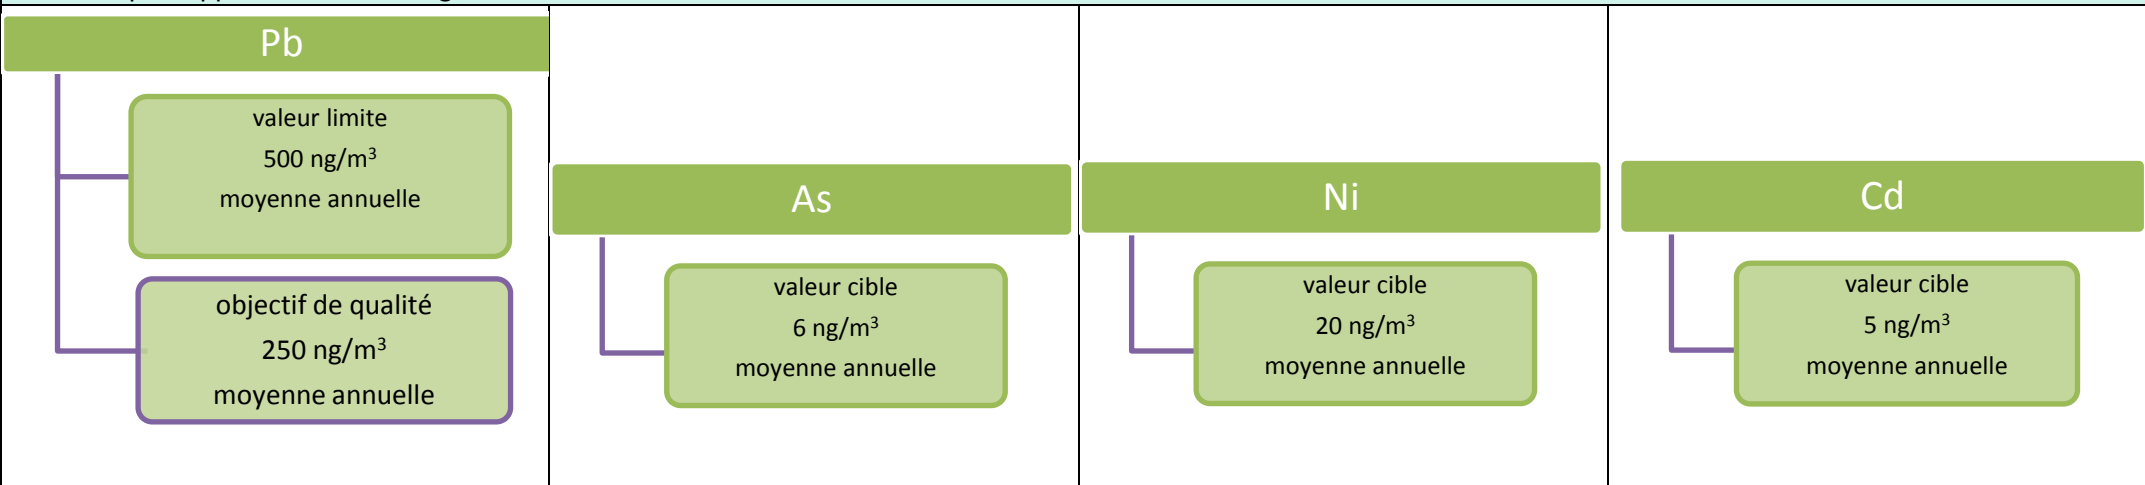 Pb
valeur limite
500 ng/m³
moyenne annuelle
objectif de qualité
250 ng/m³
moyenne annuelle
As
valeur cible
6 ng/m³
moyenne annuelle
Ni
valeur cible
20 ng/m³
moyenne annuelle
Cd
valeur cible
5 ng/m³
moyenne annuelle